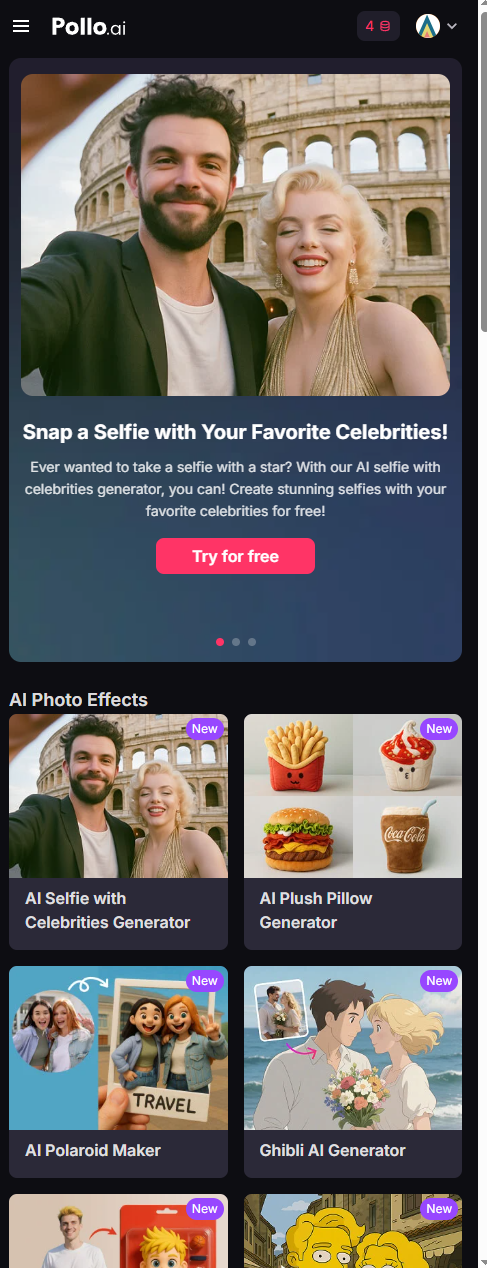 Pollo.ai
4
Snap a Selfie with Your Favorite Celebrities!
Ever wanted to take a selfie with a star? With our AI selfie with
celebrities generator, you can! Create stunning selfies with your
favorite celebrities for free!
Try for free
AI Photo Effects
New
New
Coca-Cola
AI Selfie with
Celebrities Generator
AI Plush Pillow
Generator
New
New
TRAVEL
AI Polaroid Maker
Ghibli AI Generator
New
New